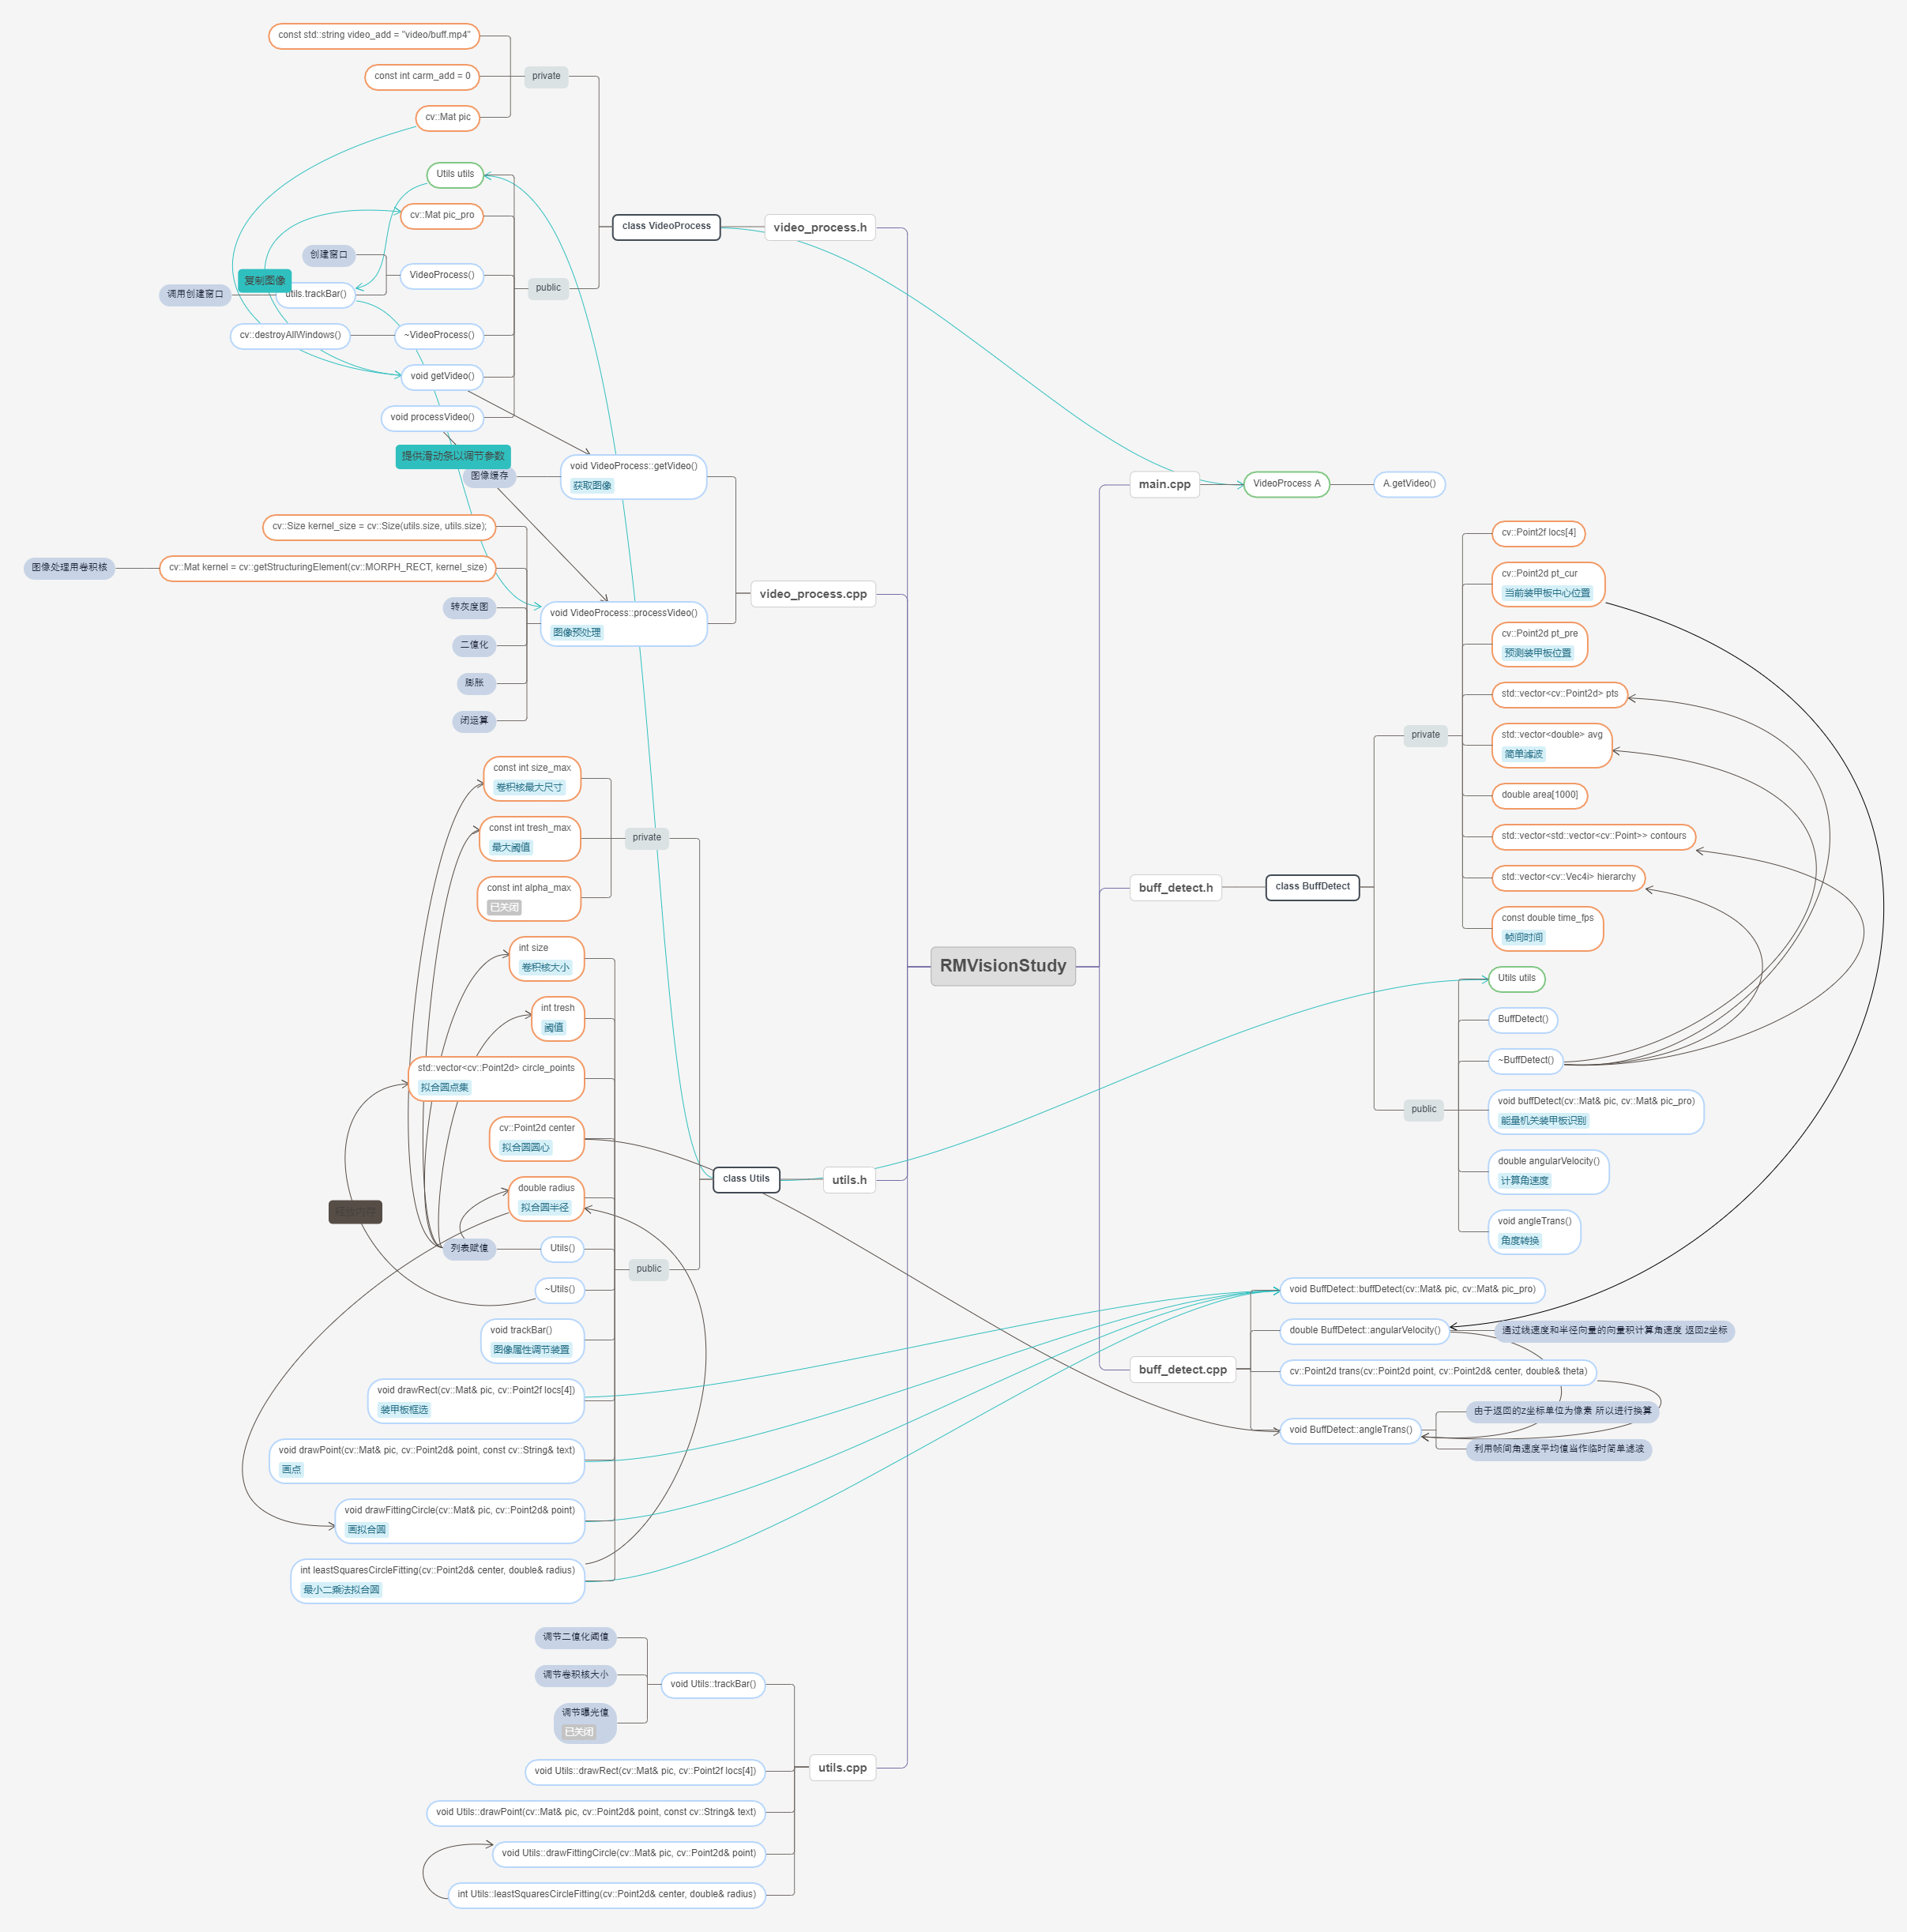 const std::string video_add = "video/buff.mp4"
const int carm_add = 0
cv::Mat pic
private
Utils utils
cv::Mat pic_pro
创建窗口
VideoProcess()
调用创建窗口
复制图像
utils.trackBar()
cv::destroyAllWindows()
~VideoProcess()
void getVideo()
void processVideo()
public
class VideoProcess
video_process.h
提供滑动条以调节参数
图像缓存
void VideoProcess::getVideo()
获取图像
cv::Size kernel_size = cv::Size(utils.size, utils.size);
图像处理用卷积核
cv::Mat kernel = cv::getStructuringElement(cv::MORPH_RECT, kernel_size)
转灰度图
二值化
膨胀
闭运算
void VideoProcess::processVideo()
图像预处理
video_process.cpp
const int size_max
卷积核最大尺寸
const int tresh_max
最大阈值
const int alpha_max
已关闭
private
int size
卷积核大小
int tresh
阈值
std::vector<cv::Point2d> circle_points
拟合圆点集
cv::Point2d center
拟合圆圆心
double radius
拟合圆半径
列表赋值
Utils()
~Utils()
void trackBar()
图像属性调节装置
void drawRect(cv::Mat& pic, cv::Point2f locs[4])
装甲板框选
void drawPoint(cv::Mat& pic, cv::Point2d& point, const cv::String& text)
画点
void drawFittingCircle(cv::Mat& pic, cv::Point2d& point)
画拟合圆
int leastSquaresCircleFitting(cv::Point2d& center, double& radius)
最小二乘法拟合圆
public
class Utils
utils.h
调节二值化阈值
调节卷积核大小
调节曝光值
已关闭
void Utils::trackBar()
void Utils::drawRect(cv::Mat& pic, cv::Point2f locs[4])
void Utils::drawPoint(cv::Mat& pic, cv::Point2d& point, const cv::String& text)
void Utils::drawFittingCircle(cv::Mat& pic, cv::Point2d& point)
int Utils::leastSquaresCircleFitting(cv::Point2d& center, double& radius)
utils.cpp
RMVisionStudy
main.cpp
VideoProcess A
A.getVideo()
buff_detect.h
class BuffDetect
private
cv::Point2f locs[4]
cv::Point2d pt_cur
当前装甲板中心位置
cv::Point2d pt_pre
预测装甲板位置
std::vector<cv::Point2d> pts
std::vector<double> avg
简单滤波
double area[1000]
std::vector<std::vector<cv::Point>> contours
std::vector<cv::Vec4i> hierarchy
const double time_fps
帧间时间
public
Utils utils
BuffDetect()
~BuffDetect()
void buffDetect(cv::Mat& pic, cv::Mat& pic_pro)
能量机关装甲板识别
double angularVelocity()
计算角速度
void angleTrans()
角度转换
buff_detect.cpp
void BuffDetect::buffDetect(cv::Mat& pic, cv::Mat& pic_pro)
double BuffDetect::angularVelocity()
通过线速度和半径向量的向量积计算角速度 返回z坐标
cv::Point2d trans(cv::Point2d point, cv::Point2d& center, double& theta)
void BuffDetect::angleTrans()
由于返回的z坐标单位为像素 所以进行换算
利用帧间角速度平均值当作临时简单滤波